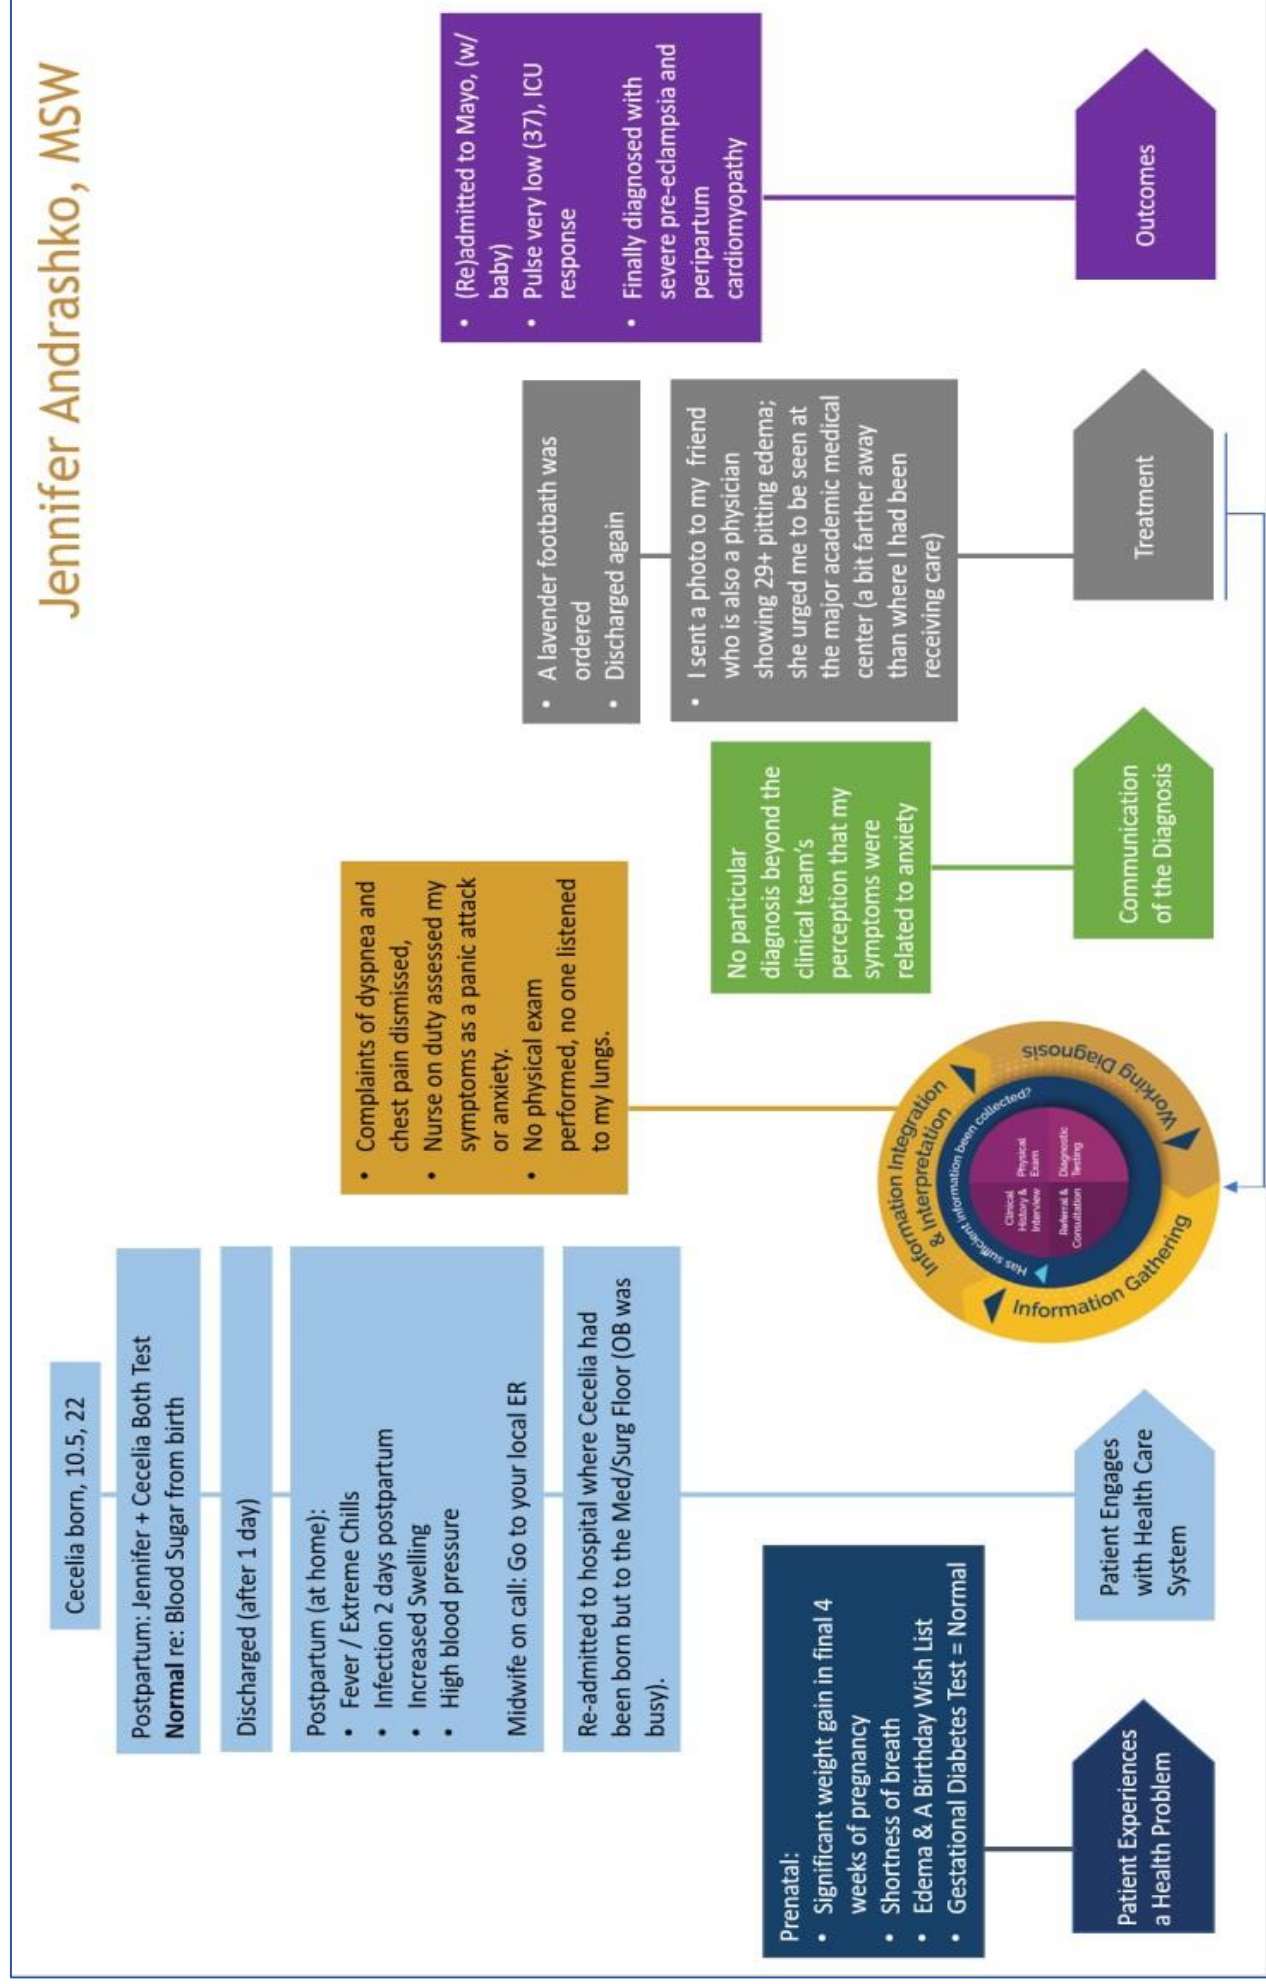 Jennifer Andrashko, MSW
Prenatal:
• Significant weight gain in final 4
weeks of pregnancy
• Shortness of breath
• Edema & A Birthday Wish List
• Gestational Diabetes Test = Normal
Patient Experiences
a Health Problem
Cecelia born, 10.5, 22
Postpartum: Jennifer + Cecelia Both Test
Normal re: Blood Sugar from birth
Discharged (after 1 day)
Postpartum (at home):
• Fever / Extreme Chills
• Infection 2 days postpartum
• Increased Swelling
• High blood pressure
Midwife on call: Go to your local ER
Re-admitted to hospital where Cecelia had
been born but to the Med/Surg Floor (OB was
busy).
Patient Engages
with Health Care
System
• Complaints of dyspnea and
chest pain dismissed,
• Nurse on duty assessed my
symptoms as a panic attack
or anxiety.
• No physical exam
performed, no one listened
to my lungs.
Information Integration
& Interpretation
Working Diagnosis
Information Gathering
Has sufficient information been collected?
Clinical
History &
Interview
Physical
Exam
Referral &
Consultation
Diagnostic
Testing
No particular
diagnosis beyond the
clinical team's
perception that my
symptoms were
related to anxiety
Communication
of the Diagnosis
• A lavender footbath was
ordered
• Discharged again
• I sent a photo to my friend
who is also a physician
showing 29+ pitting edema;
she urged me to be seen at
the major academic medical
center (a bit farther away
than where I had been
receiving care)
Treatment
• (Re)admitted to Mayo, (w/
baby)
• Pulse very low (37), ICU
response
• Finally diagnosed with
severe pre-eclampsia and
peripartum
cardiomyopathy
Outcomes